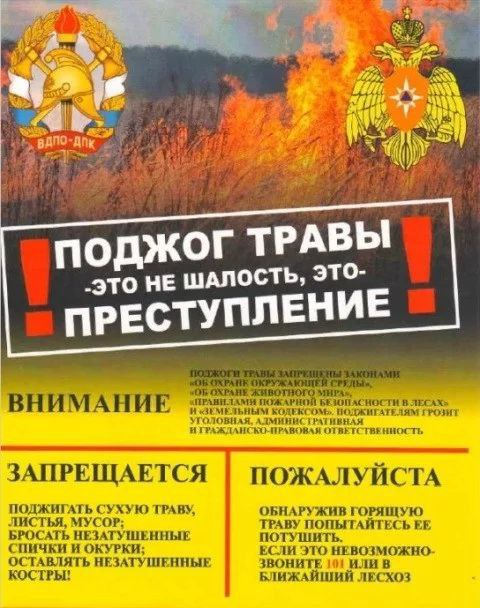 ВДПО-ДПК
! ПОДЖОГ ТРАВЫ !
-ЭТО НЕ ШАЛОСТЬ, ЭТО-
ПРЕСТУПЛЕНИЕ
ВНИМАНИЕ
ПОДЖОГИ ТРАВЫ ЗАПРЕЩЕНЫ ЗАКОНАМИ
«ОБ ОХРАНЕ ОКРУЖАЮЩЕЙ СРЕДЫ»,
«ОБ ОХРАНЕ ЖИВОТНОГО МИРА»,
«ПРАВИЛАМИ ПОЖАРНОЙ БЕЗОПАСНОСТИ В ЛЕСАХ»
И «ЗЕМЕЛЬНЫМ КОДЕКСОМ». ПОДЖИГАТЕЛЯМ ГРОЗИТ
УГОЛОВНАЯ, АДМИНИСТРАТИВНАЯ
И ГРАЖДАНСКО-ПРАВОВАЯ ОТВЕТСТВЕННОСТЬ
ЗАПРЕЩАЕТСЯ
ПОДЖИГАТЬ СУХУЮ ТРАВУ,
ЛИСТЬЯ, МУСОР;
БРОСАТЬ НЕЗАТУШЕННЫЕ
СПИЧКИ И ОКУРКИ;
ОСТАВЛЯТЬ НЕЗАТУШЕННЫЕ
КОСТРЫ!
ПОЖАЛУЙСТА
ОБНАРУЖИВ ГОРЯЩУЮ
ТРАВУ ПОПЫТАЙТЕСЬ ЕЕ
ПОТУШИТЬ.
ЕСЛИ ЭТО НЕВОЗМОЖНО-
ЗВОНИТЕ 101 ИЛИ В
БЛИЖАЙШИЙ ЛЕСХОЗ